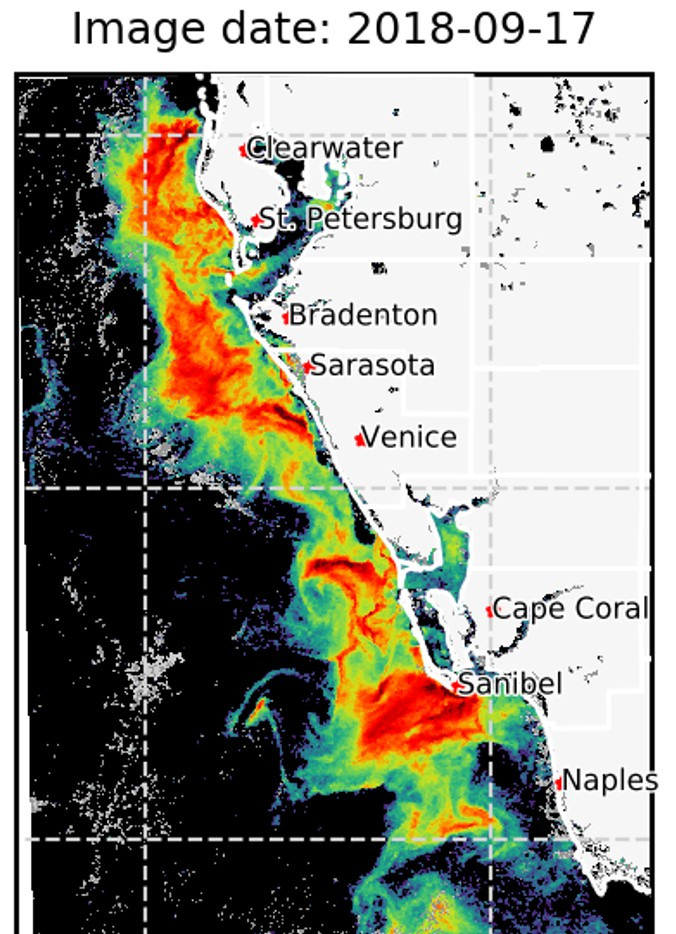 Image date: 2018-09-17
Clearwater
St. Petersburg
Bradenton
Sarasota
Venice
Cape Coral
Sanibel
Naples